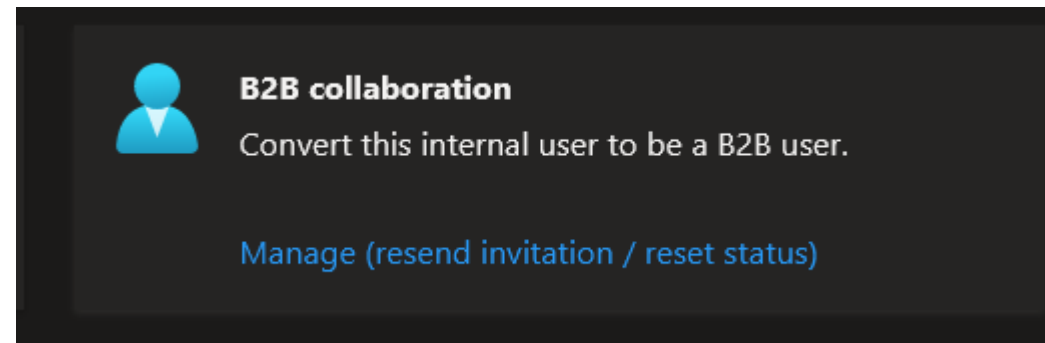 B2B collaboration
Convert this internal user to be a B2B user.
Manage (resend invitation / reset status)